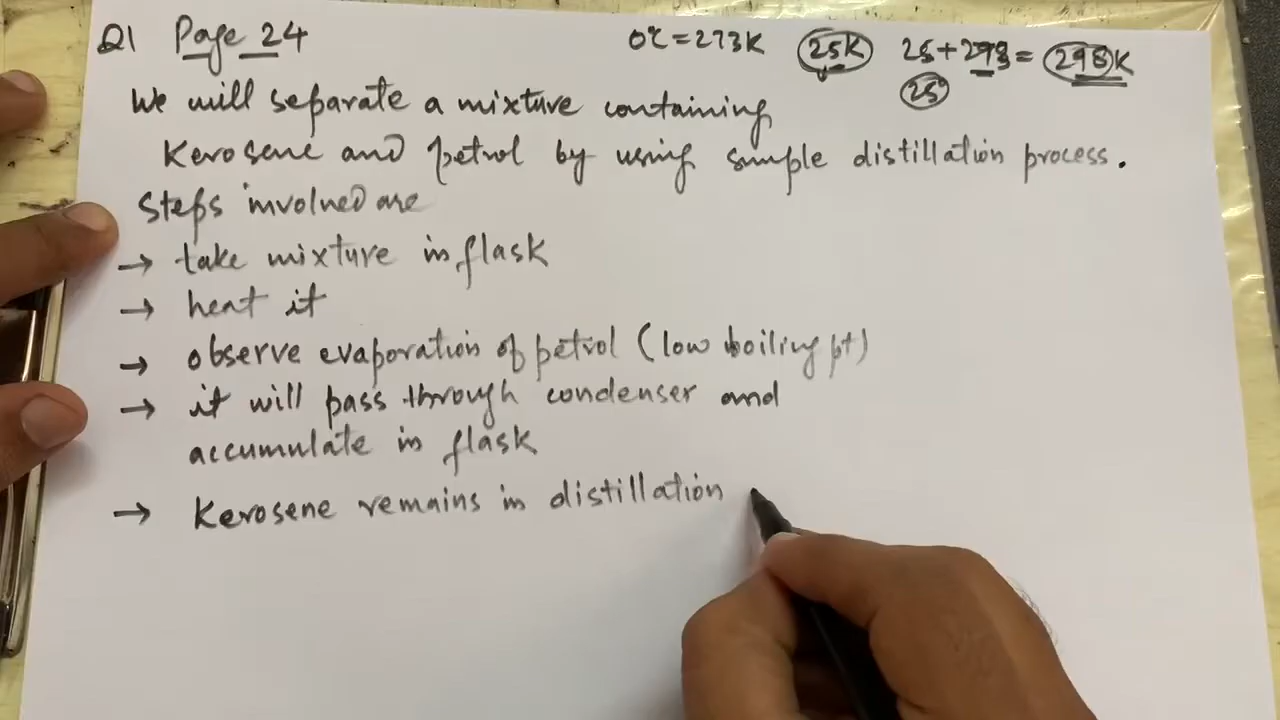 Q1 Page 24
0°C = 273K 25K 25 + 293 = 298K
25°
We will separate a mixture containing
Kerosene and petrol by using simple distillation process.
Steps involved are
→ take mixture in flask
→ heat it
→ observe evaporation of petrol (low boiling pt)
→ it will pass through condenser and
accumulate in flask
→ Kerosene remains in distillation